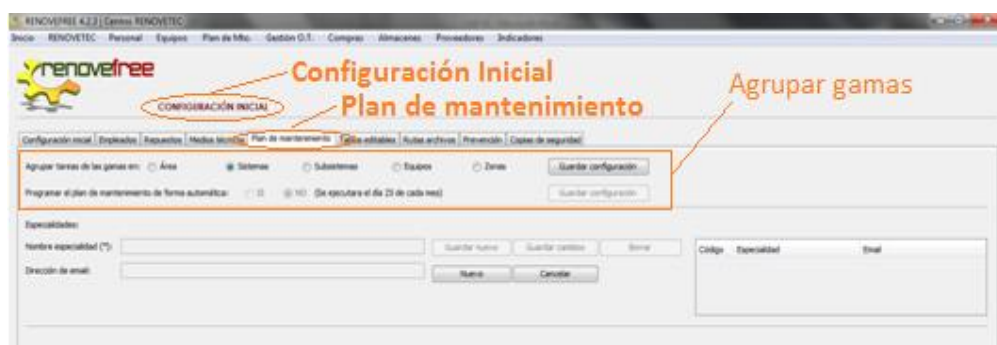 RENOVEFREE 4.2.3 | Centros RENOVETEC
Inicio RENOVETEC Personal Equipos Plan de Mto. Gestión O.T. Compras Almacenes Proveedores Indicadores
renovefree
Configuración Inicial
CONFIGURACIÓN INICIAL
Plan de mantenimiento
Agrupar gamas
Configuración inicial Empleados Repuestos Medios técnicos Plan de mantenimiento editables Rutas archivos Prevención Copias de seguridad
Agrupar tareas de las gamas en: Área Sistemas Subsistemas Equipos Zonas Guardar configuración
Programar el plan de mantenimiento de forma automática: SI NO (Se ejecutara el día 25 de cada mes) Guardar configuración
Especialidades:
Nombre especialidad (*): Guardar nuevo Guardar cambios Borrar
Código Especialidad Email
Dirección de email: Nuevo Cancelar